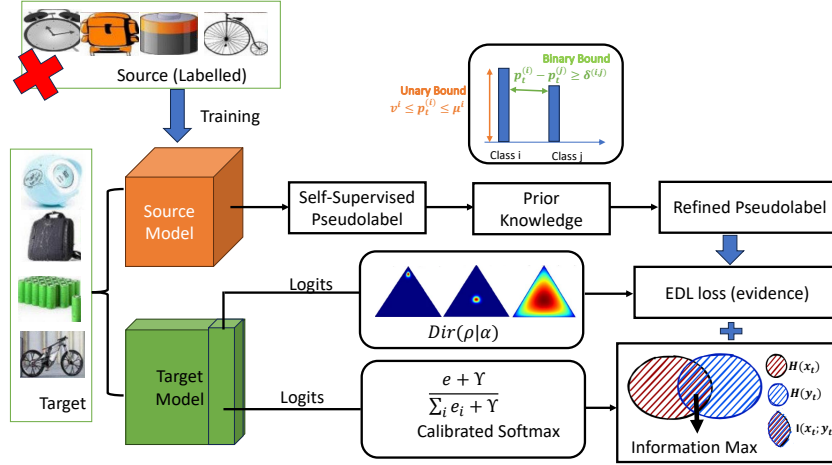 Source (Labelled)
Training
Unary Bound
v^i ≤ p_t^(i) ≤ μ^i
Binary Bound
p_t^(i) − p_t^(j) ≥ δ^(i,j)
Class i
Class j
Source
Model
Self-Supervised
Pseudolabel
Prior
Knowledge
Refined Pseudolabel
Logits
Dir(ρ|α)
EDL loss (evidence)
Target
Model
Logits
e + Υ
∑_i e_i + Υ
Calibrated Softmax
H(x_t)
H(y_t)
I(x_t; y_t
Information Max
Target